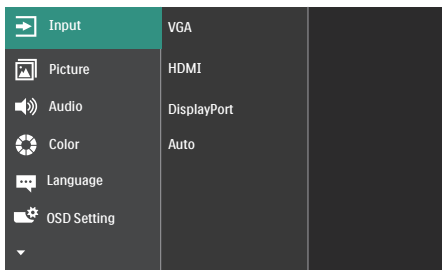 Input
Picture
Audio
Color
Language
OSD Setting
VGA
HDMI
DisplayPort
Auto